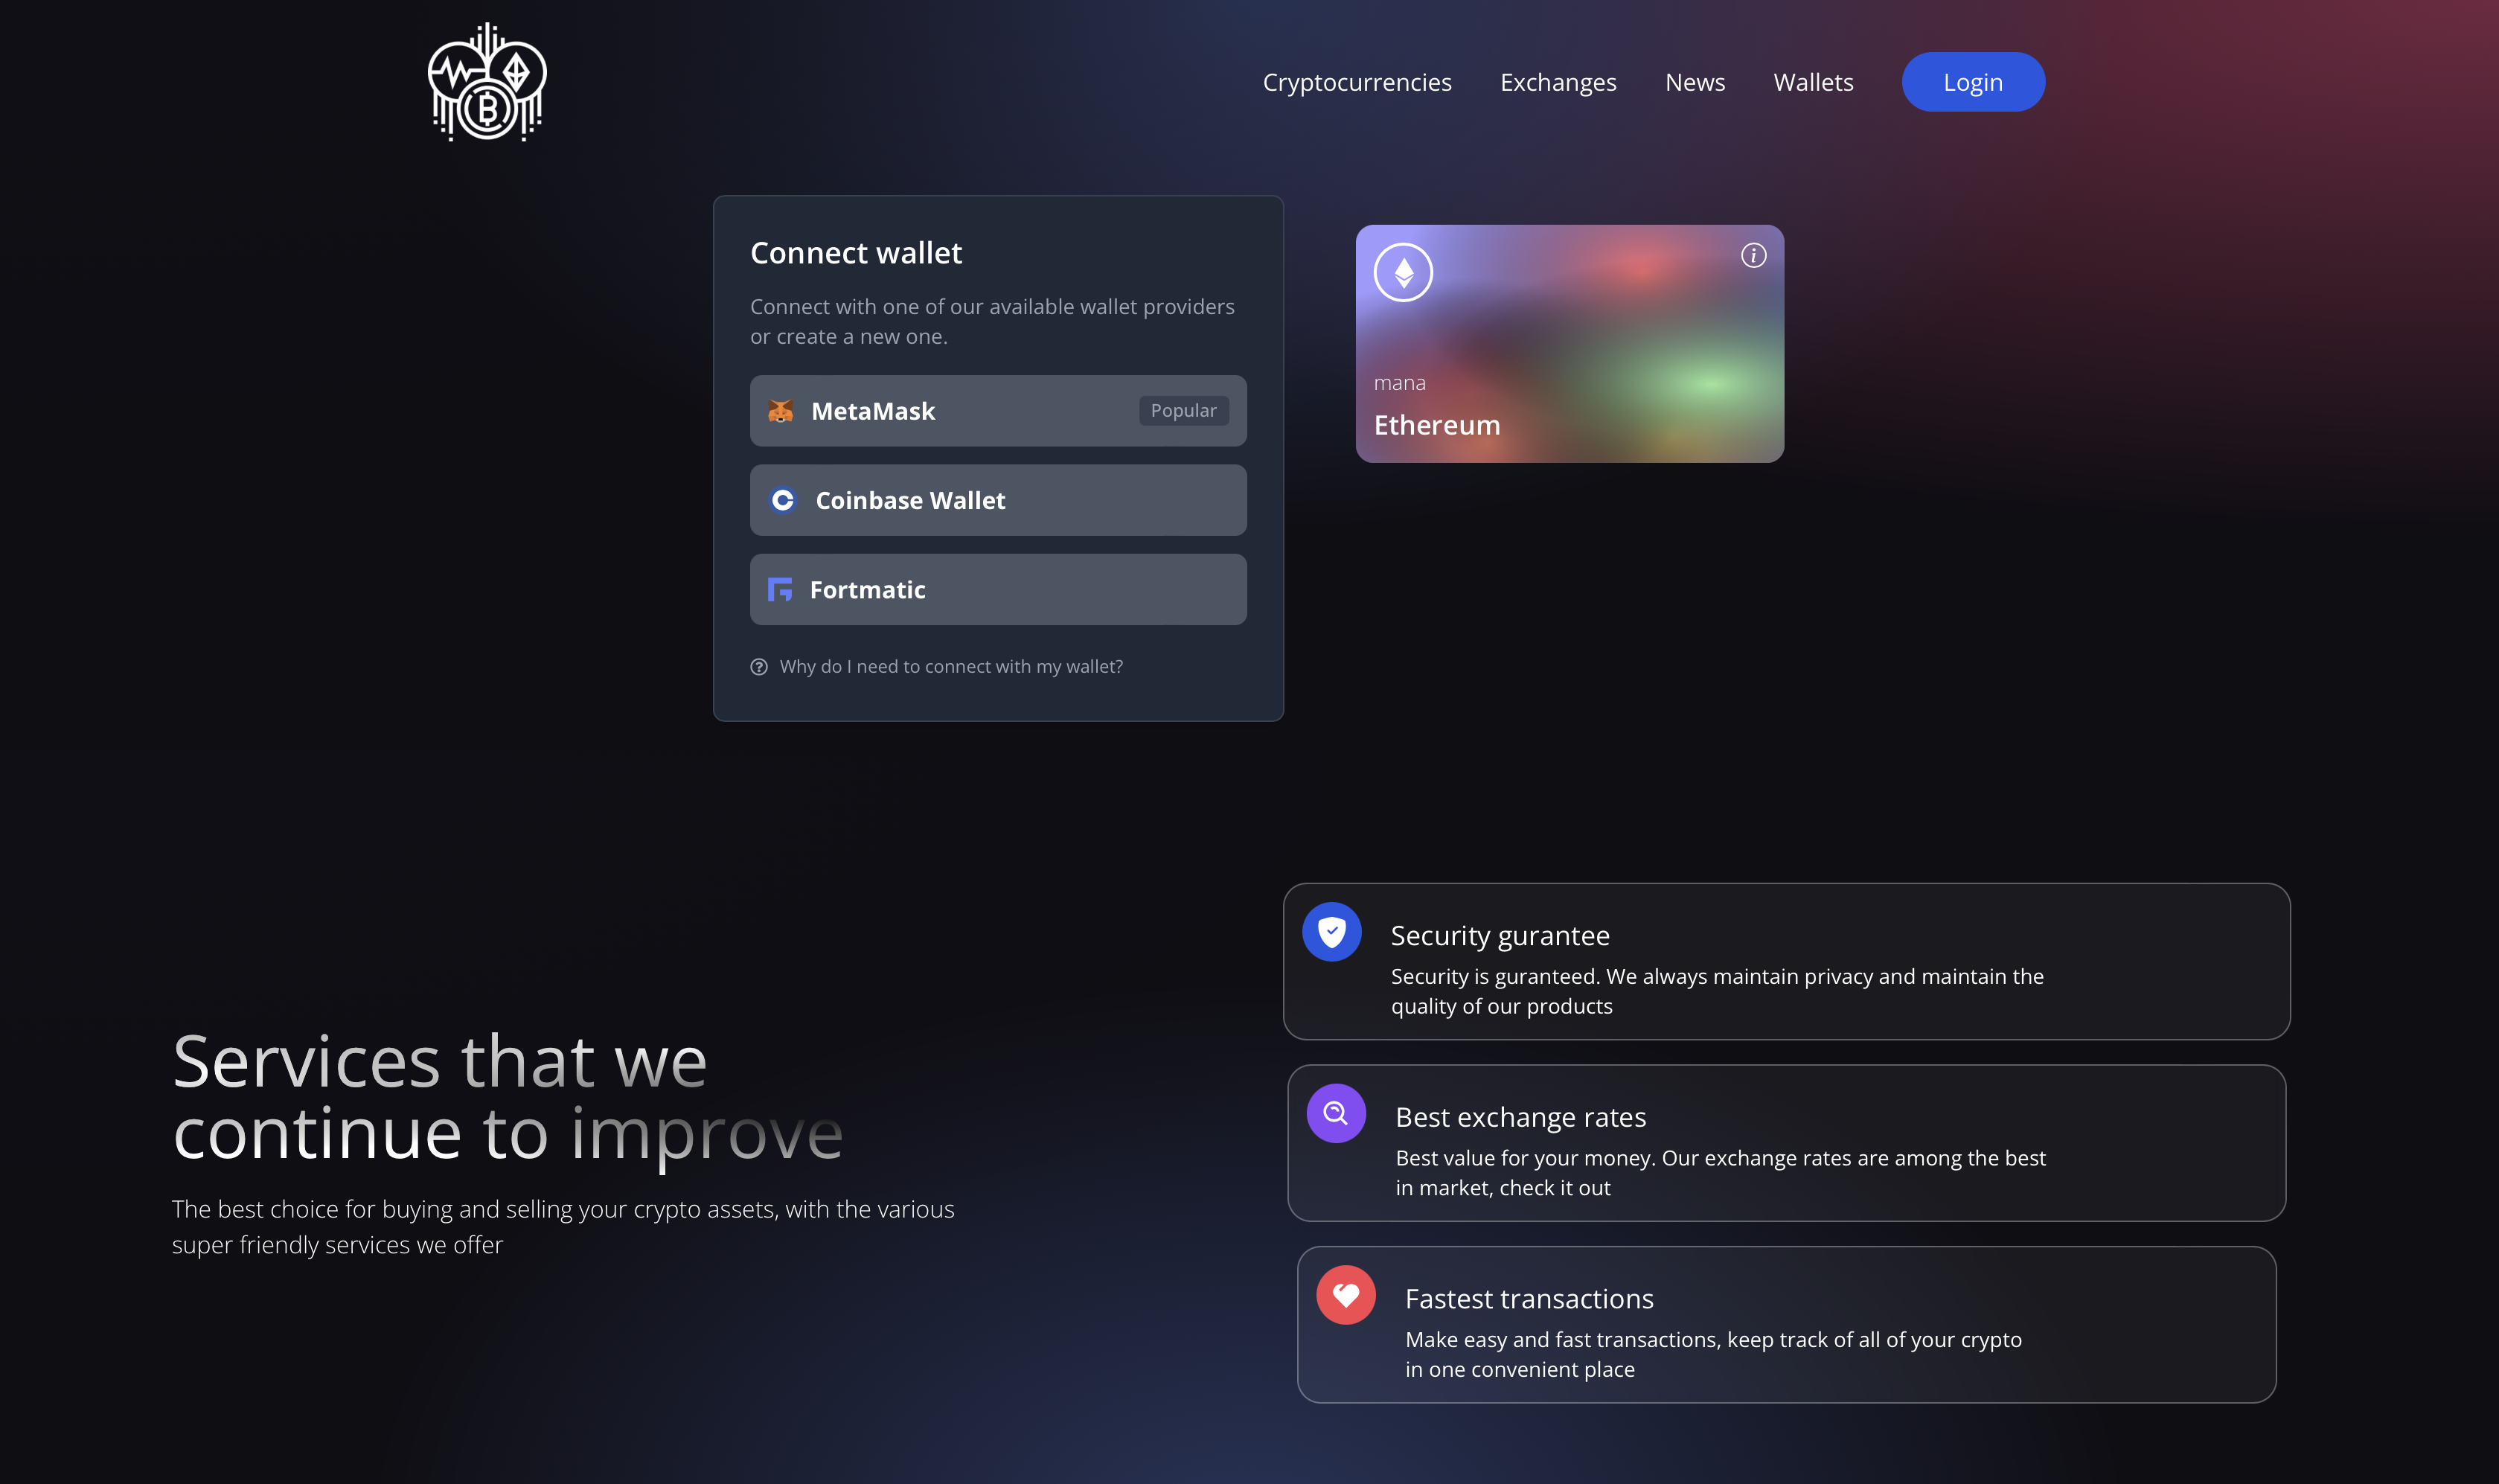 Cryptocurrencies Exchanges News Wallets Login
Connect wallet
Connect with one of our available wallet providers
or create a new one.
MetaMask Popular
Coinbase Wallet
Fortmatic
Why do I need to connect with my wallet?
mana
Ethereum
Services that we
continue to improve
The best choice for buying and selling your crypto assets, with the various
super friendly services we offer
Security gurantee
Security is guranteed. We always maintain privacy and maintain the
quality of our products
Best exchange rates
Best value for your money. Our exchange rates are among the best
in market, check it out
Fastest transactions
Make easy and fast transactions, keep track of all of your crypto
in one convenient place